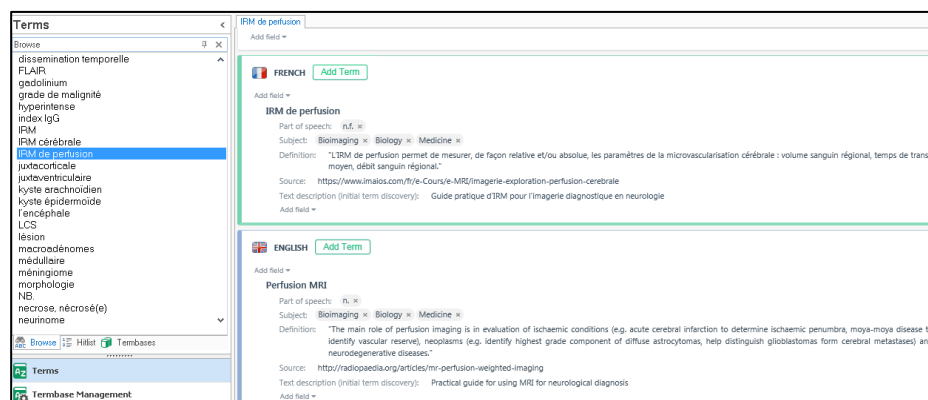 Terms
Browse
dissemination temporelle
FLAIR
gadolinium
grade de malignité
hyperintense
index IgG
IRM
IRM cérébrale
IRM de perfusion
juxtacorticale
juxtaventriculaire
kyste arachnoïdien
kyste épidermoïde
l'encéphale
LCS
lésion
macroadénomes
médullaire
méningiome
morphologie
NB.
necrose, nécrosé(e)
neurinome
Browse Hitlist Termbases
Terms
Termbase Management
IRM de perfusion
Add field
FRENCH Add Term
Add field
IRM de perfusion
Part of speech: n.f. ×
Subject: Bioimaging × Biology × Medicine ×
Definition: "L'IRM de perfusion permet de mesurer, de façon relative et/ou absolue, les paramètres de la microvascularisation cérébrale : volume sanguin régional, temps de trans
moyen, débit sanguin régional."
Source: https://www.imaios.com/fr/e-Cours/e-MRI/imagerie-exploration-perfusion-cerebrale
Text description (initial term discovery): Guide pratique d'IRM pour l'imagerie diagnostique en neurologie
Add field
ENGLISH Add Term
Add field
Perfusion MRI
Part of speech: n. ×
Subject: Bioimaging × Biology × Medicine ×
Definition: "The main role of perfusion imaging is in evaluation of ischaemic conditions (e.g. acute cerebral infarction to determine ischaemic penumbra, moya-moya disease t
identify vascular reserve), neoplasms (e.g. identify highest grade component of diffuse astrocytomas, help distinguish glioblastomas form cerebral metastases) an
neurodegenerative diseases."
Source: http://radiopaedia.org/articles/mr-perfusion-weighted-imaging
Text description (initial term discovery): Practical guide for using MRI for neurological diagnosis
Add field